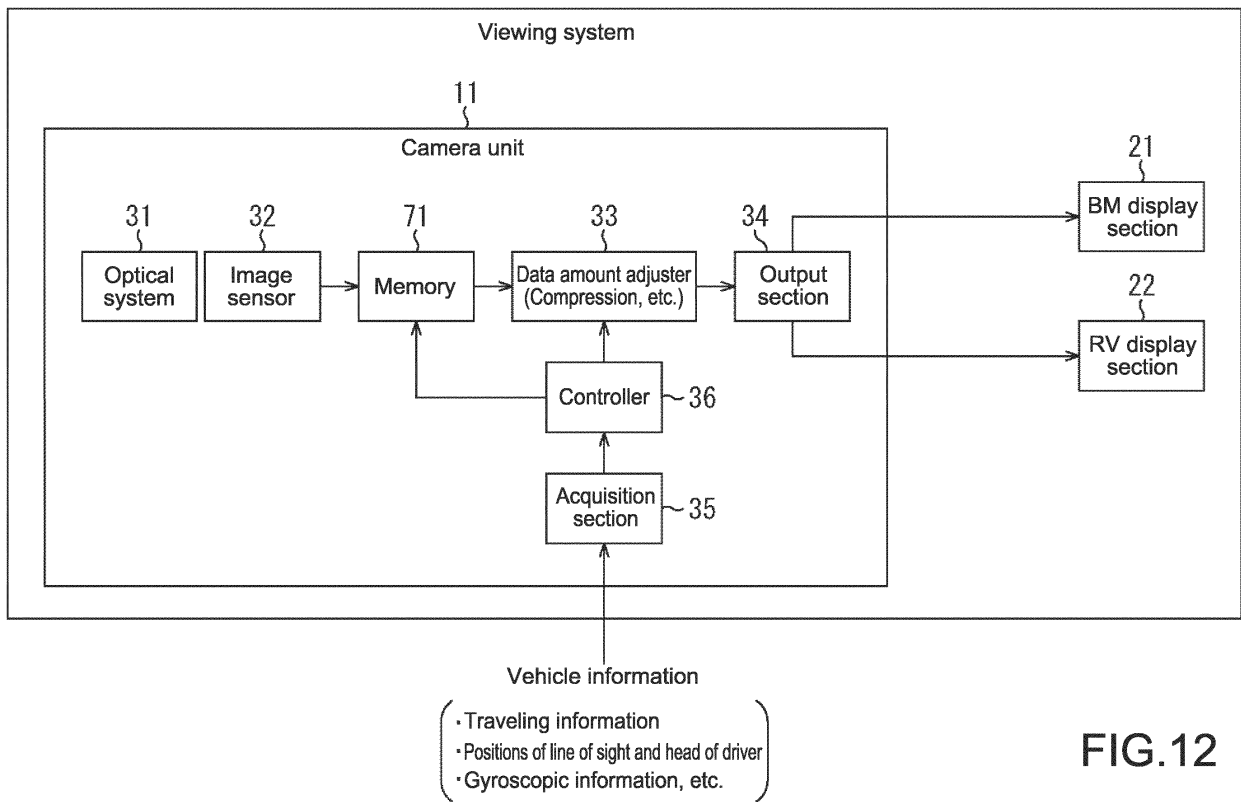 Viewing system
11
Camera unit
21
BM display
section
31
32
71
33
34
Optical
system
Image
sensor
Memory
Data amount adjuster
(Compression, etc.)
Output
section
22
RV display
section
Controller
36
Acquisition
section
35
Vehicle information
·Traveling information
·Positions of line of sight and head of driver
·Gyroscopic information, etc.
FIG.12